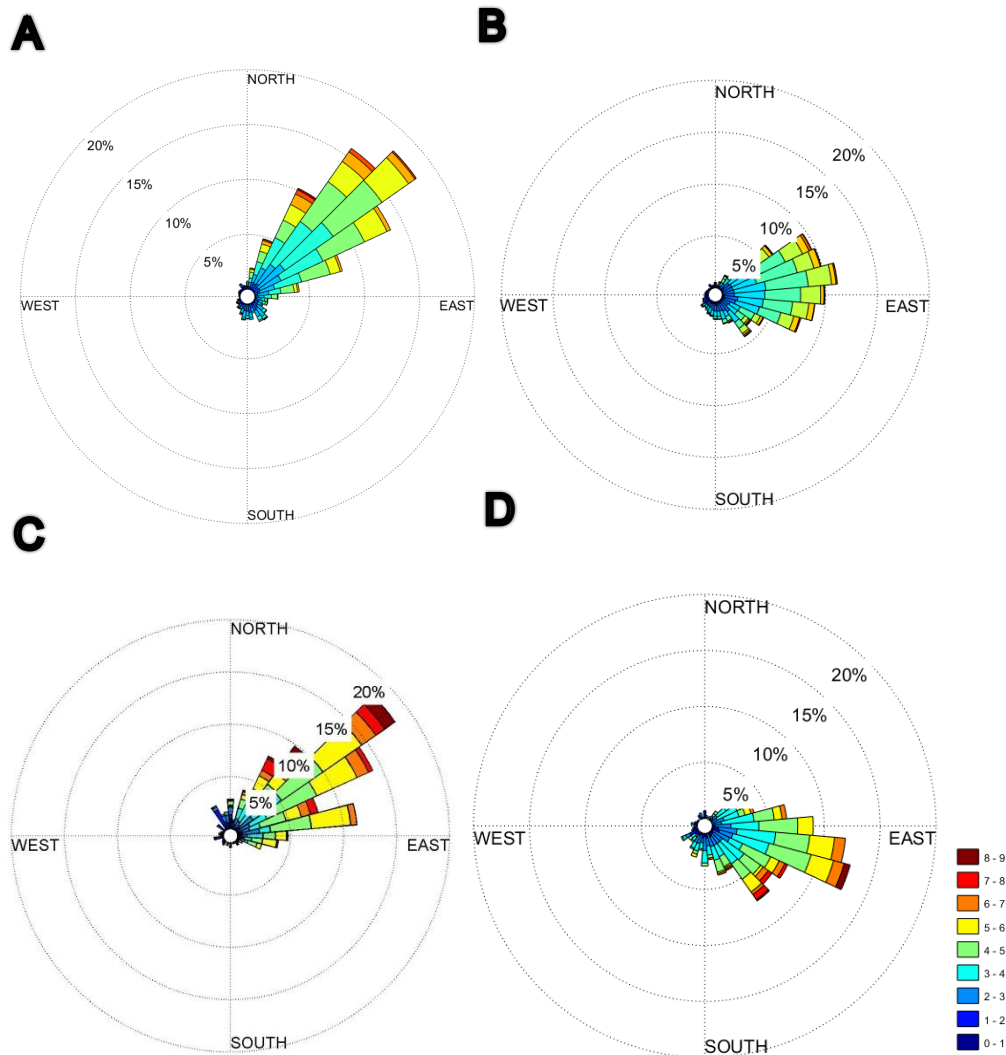 A
NORTH
20%
15%
10%
5%
WEST
EAST
SOUTH
B
NORTH
20%
15%
10%
5%
WEST
EAST
SOUTH
C
NORTH
20%
15%
10%
5%
WEST
EAST
SOUTH
D
NORTH
20%
15%
10%
5%
WEST
EAST
SOUTH
8 - 9
7 - 8
6 - 7
5 - 6
4 - 5
3 - 4
2 - 3
1 - 2
0 - 1